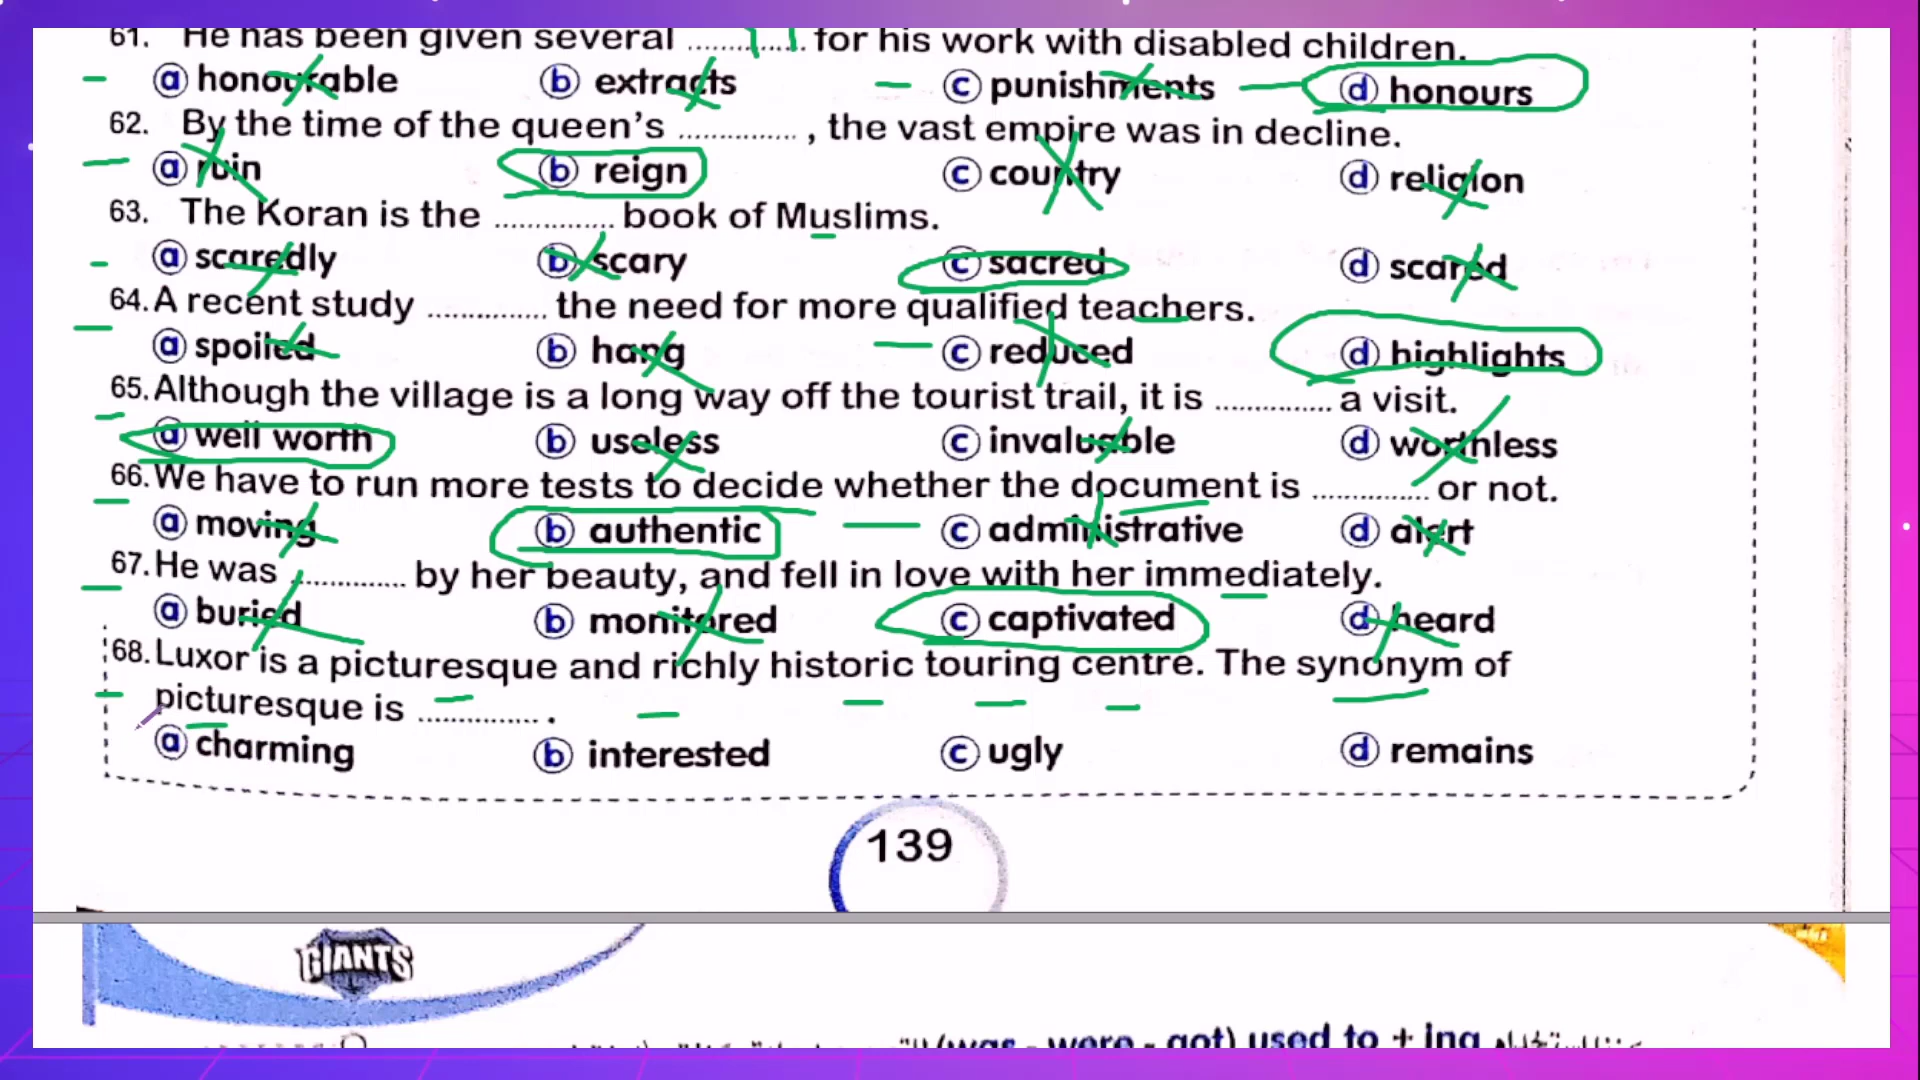 61. He has been given several .............. for his work with disabled children.
ⓐ honourable ⓑ extracts ⓒ punishments ⓓ honours
62. By the time of the queen's .............. , the vast empire was in decline.
ⓐ ruin ⓑ reign ⓒ country ⓓ religion
63. The Koran is the .............. book of Muslims.
ⓐ scaredly ⓑ scary ⓒ sacred ⓓ scared
64.A recent study .............. the need for more qualified teachers.
ⓐ spoiled ⓑ hang ⓒ reduced ⓓ highlights
65.Although the village is a long way off the tourist trail, it is .............. a visit.
ⓐ well worth ⓑ useless ⓒ invaluable ⓓ worthless
66.We have to run more tests to decide whether the document is .............. or not.
ⓐ moving ⓑ authentic ⓒ administrative ⓓ alert
67.He was .............. by her beauty, and fell in love with her immediately.
ⓐ buried ⓑ monitored ⓒ captivated ⓓ heard
68.Luxor is a picturesque and richly historic touring centre. The synonym of
picturesque is .............. .
ⓐ charming ⓑ interested ⓒ ugly ⓓ remains
139
GIANTS
(was - were - got) used to + ing